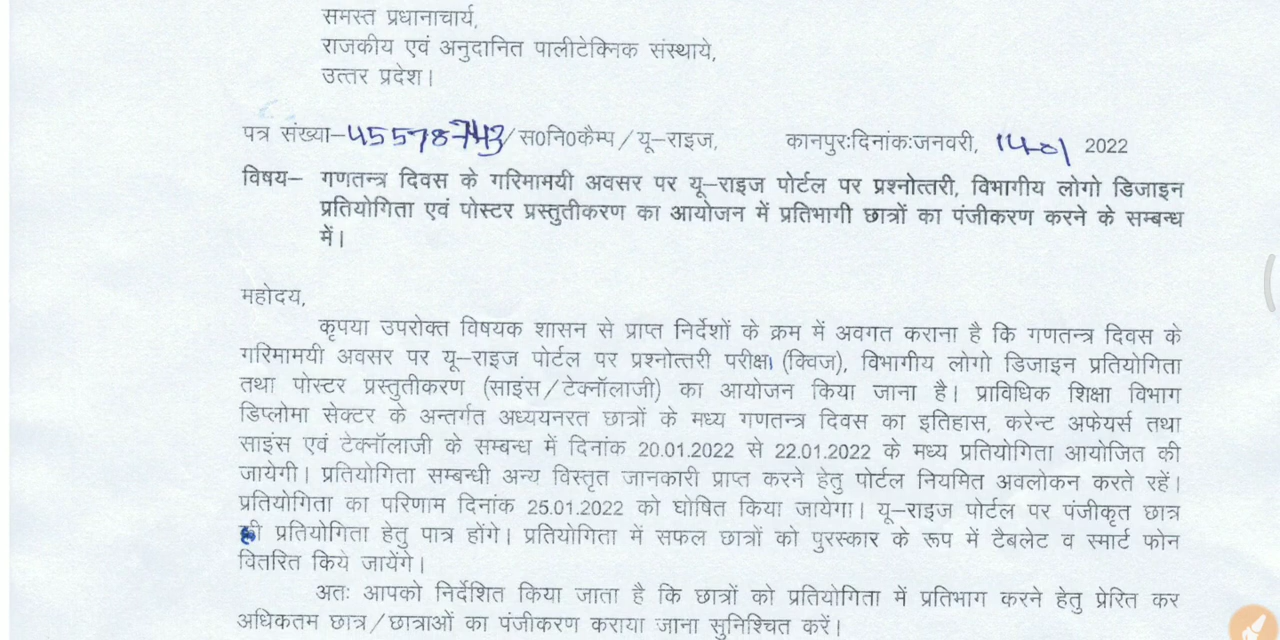 समस्त प्रधानाचार्य,
राजकीय एवं अनुदानित पालीटेक्निक संस्थाये,
उत्तर प्रदेश।
पत्र संख्या-45578-743/स0नि0कैम्प/यू-राइज, कानपुरःदिनांकःजनवरी, 14-01 2022
विषय- गणतन्त्र दिवस के गरिमामयी अवसर पर यू-राइज पोर्टल पर प्रश्नोत्तरी, विभागीय लोगो डिजाइन
प्रतियोगिता एवं पोस्टर प्रस्तुतीकरण का आयोजन में प्रतिभागी छात्रों का पंजीकरण करने के सम्बन्ध
में।
महोदय,
कृपया उपरोक्त विषयक शासन से प्राप्त निर्देशों के क्रम में अवगत कराना है कि गणतन्त्र दिवस के
गरिमामयी अवसर पर यू-राइज पोर्टल पर प्रश्नोत्तरी परीक्षा (क्विज), विभागीय लोगो डिजाइन प्रतियोगिता
तथा पोस्टर प्रस्तुतीकरण (साइंस/टेक्नॉलाजी) का आयोजन किया जाना है। प्राविधिक शिक्षा विभाग
डिप्लोमा सेक्टर के अन्तर्गत अध्ययनरत छात्रों के मध्य गणतन्त्र दिवस का इतिहास, करेन्ट अफेयर्स तथा
साइंस एवं टेक्नॉलाजी के सम्बन्ध में दिनांक 20.01.2022 से 22.01.2022 के मध्य प्रतियोगिता आयोजित की
जायेगी। प्रतियोगिता सम्बन्धी अन्य विस्तृत जानकारी प्राप्त करने हेतु पोर्टल नियमित अवलोकन करते रहें।
प्रतियोगिता का परिणाम दिनांक 25.01.2022 को घोषित किया जायेगा। यू-राइज पोर्टल पर पंजीकृत छात्र
ही प्रतियोगिता हेतु पात्र होंगे। प्रतियोगिता में सफल छात्रों को पुरस्कार के रूप में टैबलेट व स्मार्ट फोन
वितरित किये जायेंगे।
अतः आपको निर्देशित किया जाता है कि छात्रों को प्रतियोगिता में प्रतिभाग करने हेतु प्रेरित कर
अधिकतम छात्र/छात्राओं का पंजीकरण कराया जाना सुनिश्चित करें।